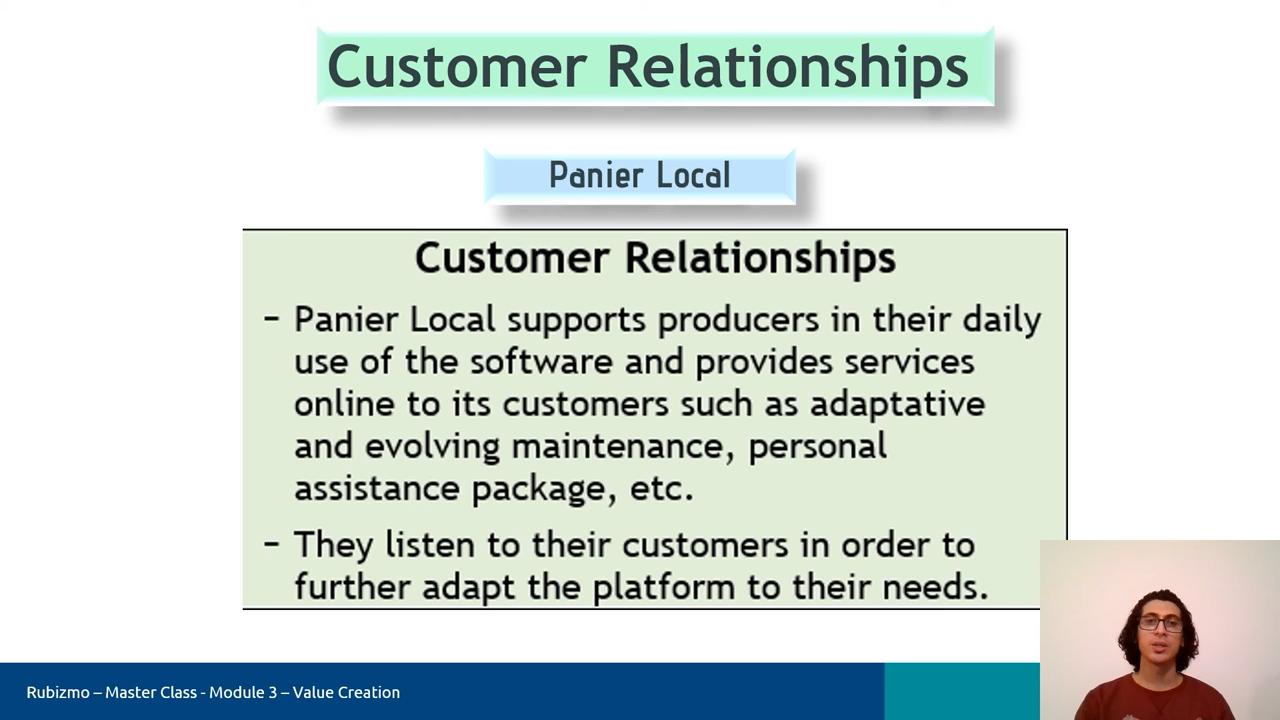 Customer Relationships
Panier Local
Customer Relationships
– Panier Local supports producers in their daily
use of the software and provides services
online to its customers such as adaptative
and evolving maintenance, personal
assistance package, etc.
– They listen to their customers in order to
further adapt the platform to their needs.
Rubizmo – Master Class - Module 3 – Value Creation